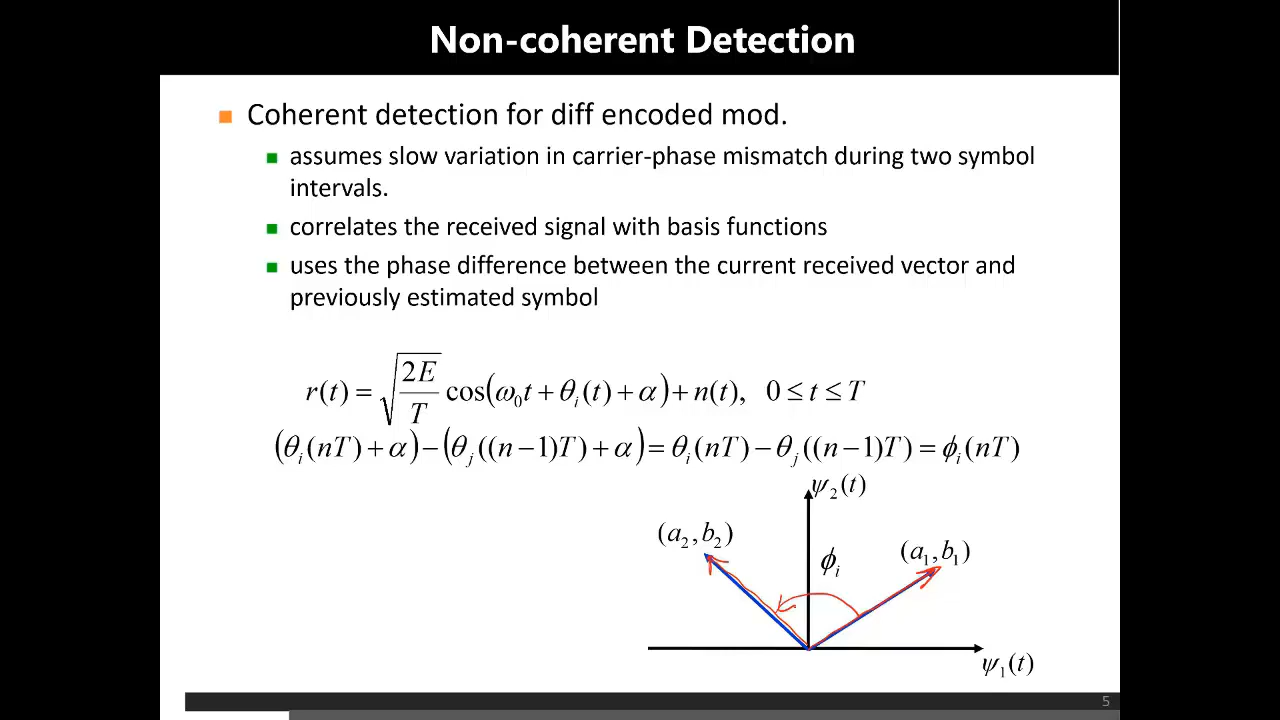 Non-coherent Detection
Coherent detection for diff encoded mod.
assumes slow variation in carrier-phase mismatch during two symbol
intervals.
correlates the received signal with basis functions
uses the phase difference between the current received vector and
previously estimated symbol
r(t) = √(2E/T) cos(ω₀t + θᵢ(t) + α) + n(t), 0 ≤ t ≤ T
(θᵢ(nT) + α) − (θⱼ((n−1)T) + α) = θᵢ(nT) − θⱼ((n−1)T) = ϕᵢ(nT)
ψ₂(t)
(a₂, b₂)
ϕᵢ
(a₁, b₁)
ψ₁(t)
5